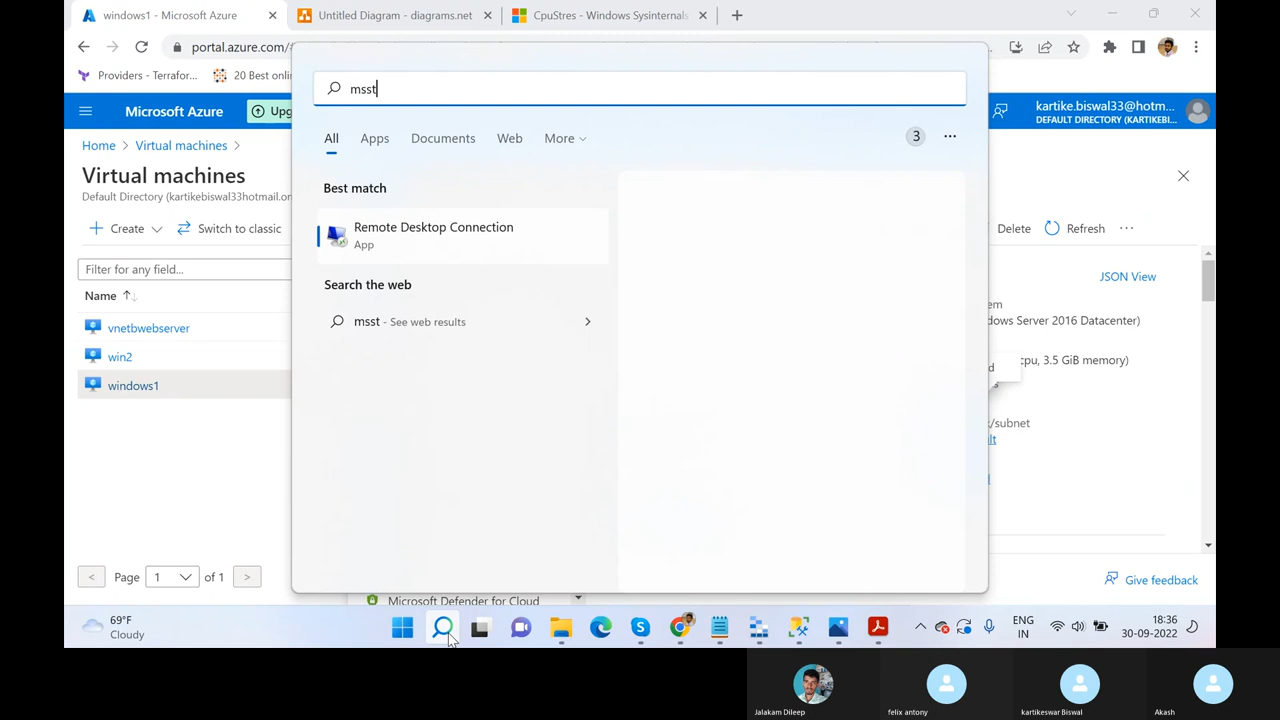 windows1 - Microsoft Azure
Untitled Diagram - diagrams.net
CpuStres - Windows Sysinternals
portal.azure.com/
Providers - Terrafor...
20 Best onli
Microsoft Azure
Upg
kartike.biswal33@hotm...
DEFAULT DIRECTORY (KARTIKEBI...
msst
All
Apps
Documents
Web
More
3
Best match
Remote Desktop Connection
App
Search the web
msst - See web results
Home > Virtual machines >
Virtual machines
Default Directory (kartikebiswal33hotmail.on
Create
Switch to classic
Filter for any field...
Name
vnetbwebserver
win2
windows1
< Page 1 of 1 >
Delete
Refresh
JSON View
em
dows Server 2016 Datacenter)
cpu, 3.5 GiB memory)
d
k/subnet
lt
Give feedback
Microsoft Defender for Cloud
69°F
Cloudy
ENG
IN
18:36
30-09-2022
Jalakam Dileep
felix antony
kartikeswar Biswal
Akash